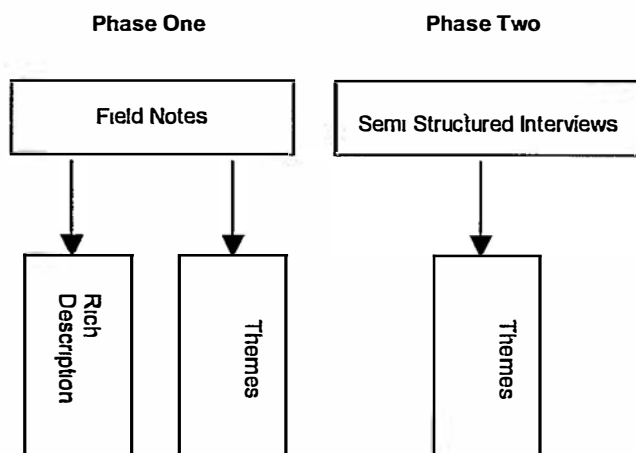 Phase One
Phase Two
Field Notes
Semi Structured Interviews
Rich
Description
Themes
Themes